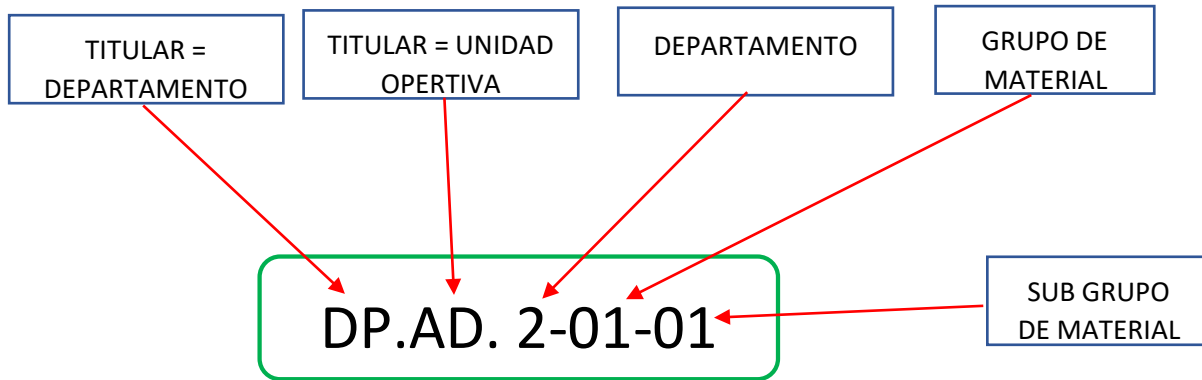 TITULAR =
DEPARTAMENTO
TITULAR = UNIDAD
OPERTIVA
DEPARTAMENTO
GRUPO DE
MATERIAL
DP.AD. 2-01-01
SUB GRUPO
DE MATERIAL